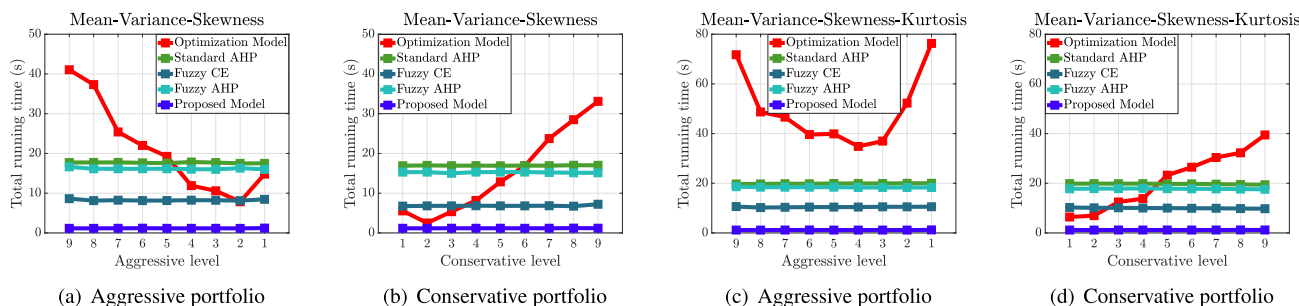 Mean-Variance-Skewness
Total running time (s)
50
40
30
20
10
0
Optimization Model
Standard AHP
Fuzzy CE
Fuzzy AHP
Proposed Model
9 8 7 6 5 4 3 2 1
Aggressive level
(a) Aggressive portfolio
Mean-Variance-Skewness
Total running time (s)
50
40
30
20
10
0
Optimization Model
Standard AHP
Fuzzy CE
Fuzzy AHP
Proposed Model
1 2 3 4 5 6 7 8 9
Conservative level
(b) Conservative portfolio
Mean-Variance-Skewness-Kurtosis
Total running time (s)
80
60
40
20
0
Optimization Model
Standard AHP
Fuzzy CE
Fuzzy AHP
Proposed Model
9 8 7 6 5 4 3 2 1
Aggressive level
(c) Aggressive portfolio
Mean-Variance-Skewness-Kurtosis
Total running time (s)
80
60
40
20
0
Optimization Model
Standard AHP
Fuzzy CE
Fuzzy AHP
Proposed Model
1 2 3 4 5 6 7 8 9
Conservative level
(d) Conservative portfolio